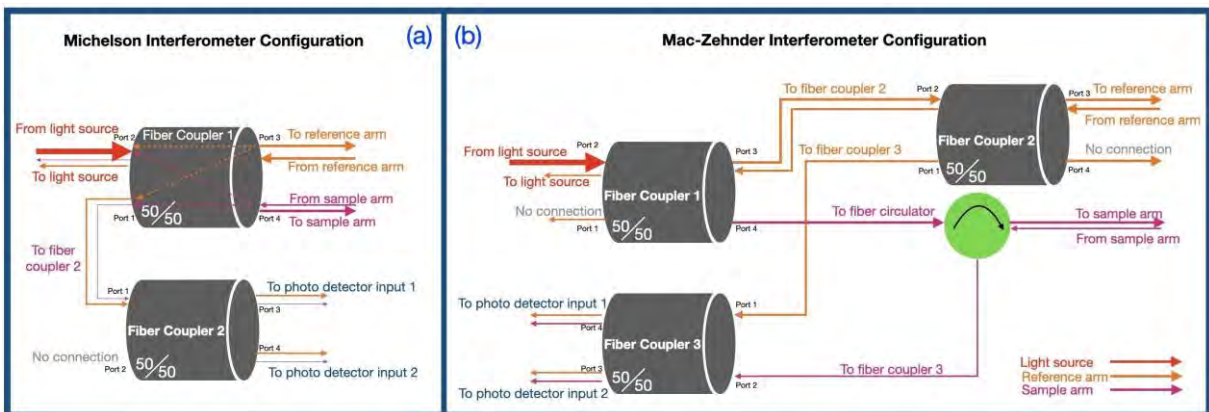 Michelson Interferometer Configuration
(a)
Port 2
Fiber Coupler 1
Port 3
From light source
To reference arm
To light source
From reference arm
From sample arm
50/50
Port 1
Port 4
To sample arm
To fiber
coupler 2
Port 1
To photo detector input 1
Port 3
Fiber Coupler 2
Port 4
No connection
Port 2
50/50
To photo detector input 2
(b)
Mac-Zehnder Interferometer Configuration
To fiber coupler 2
Port 2
Port 3
To reference arm
From reference arm
Fiber Coupler 2
Port 2
Port 3
From light source
To fiber coupler 3
No connection
Port 1
50/50
Port 4
To light source
Fiber Coupler 1
No connection
Port 1
50/50
Port 4
To fiber circulator
To sample arm
From sample arm
To photo detector input 1
Port 1
Port 4
Fiber Coupler 3
Port 3
50/50
Port 2
To photo detector input 2
To fiber coupler 3
Light source
Reference arm
Sample arm